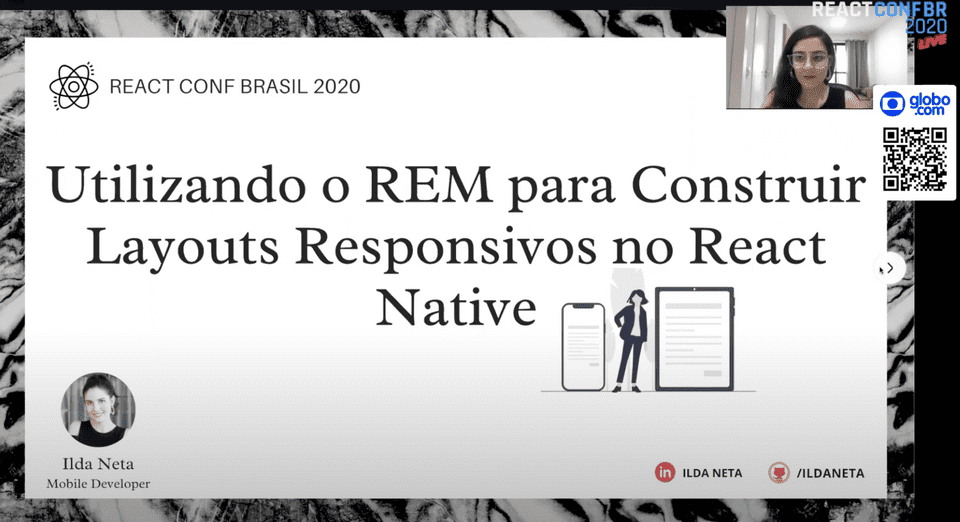 REACTCONFBR
2020
LIVE
REACT CONF BRASIL 2020
globo
.com
Utilizando o REM para Construir
Layouts Responsivos no React
Native
Ilda Neta
Mobile Developer
in ILDA NETA
/ILDANETA